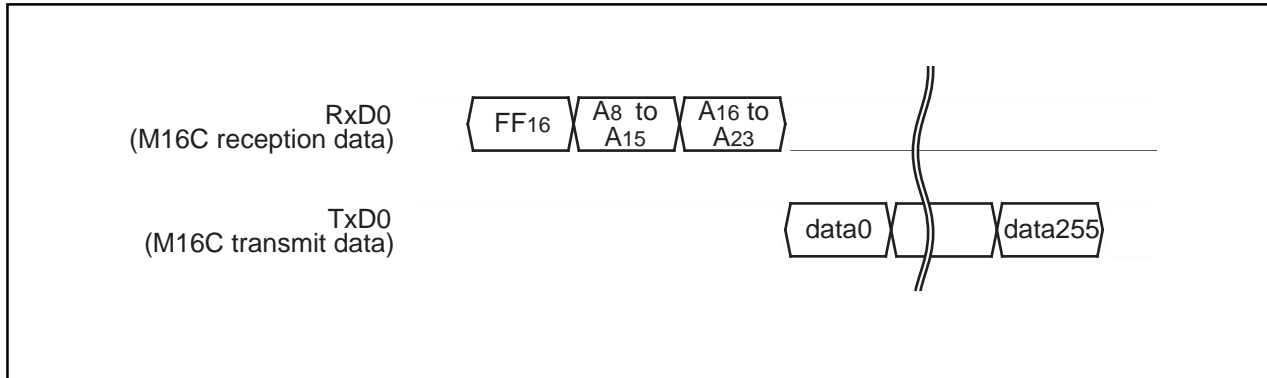 RxD0
(M16C reception data)
FF16
A8 to
A15
A16 to
A23
TxD0
(M16C transmit data)
data0
data255